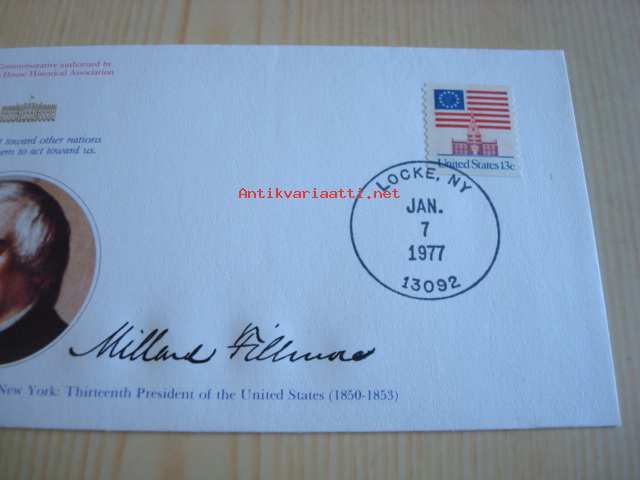 Commemorative authorized by
House Historical Association
toward other nations
them to act toward us.
United States 13c
LOCKE, NY
JAN.
7
1977
13092
Antikvariaatti.net
Millard Fillmore
New York: Thirteenth President of the United States (1850-1853)